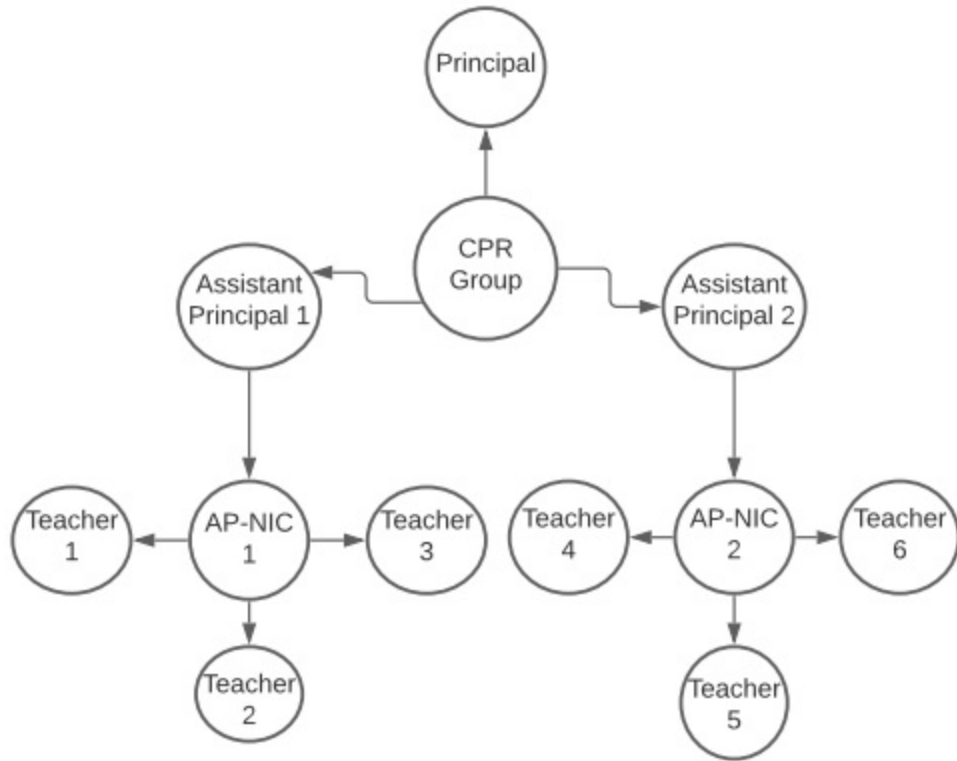 Principal
CPR
Group
Assistant
Principal 1
Assistant
Principal 2
Teacher
1
AP-NIC
1
Teacher
3
Teacher
4
AP-NIC
2
Teacher
6
Teacher
2
Teacher
5